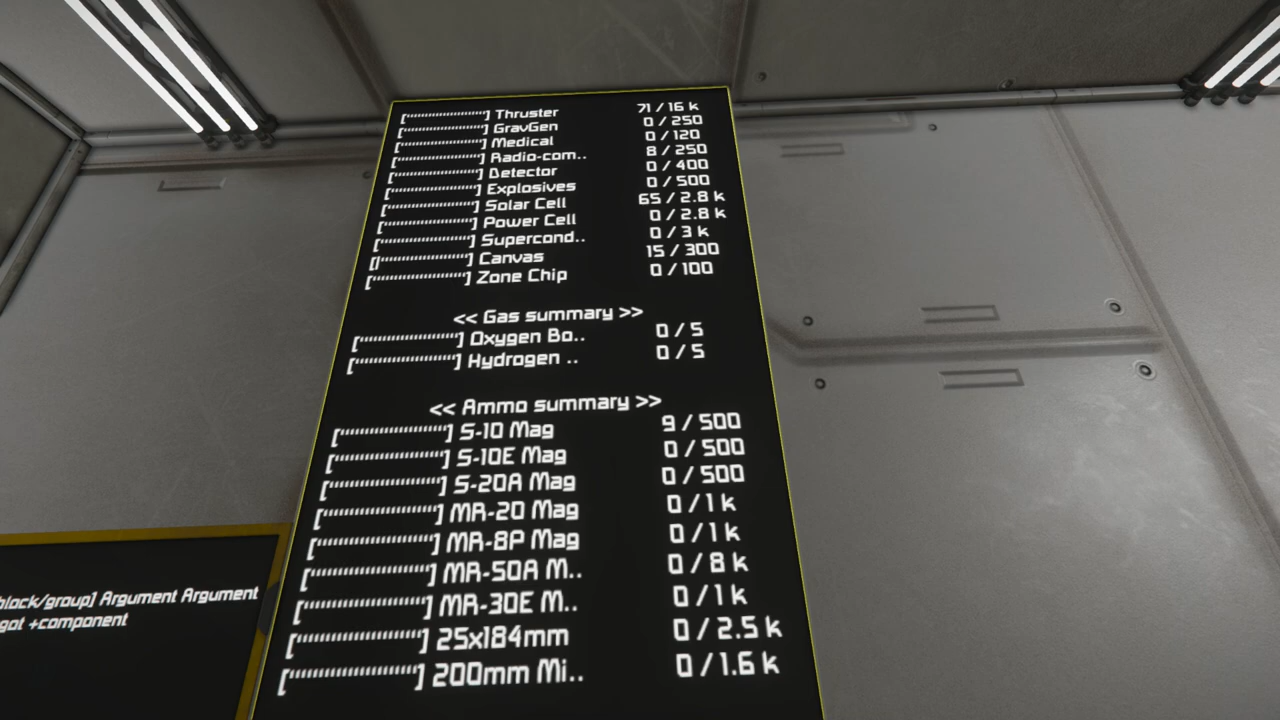 Thruster 71 / 16 k
GravGen 0 / 250
Medical 0 / 120
Radio-com.. 8 / 250
Detector 0 / 400
Explosives 0 / 500
Solar Cell 65 / 2.8 k
Power Cell 0 / 2.8 k
Supercond.. 0 / 3 k
Canvas 15 / 300
Zone Chip 0 / 100
<< Gas summary >>
Oxygen Bo.. 0 / 5
Hydrogen .. 0 / 5
<< Ammo summary >>
S-10 Mag 9 / 500
S-10E Mag 0 / 500
S-20A Mag 0 / 500
MR-20 Mag 0 / 1 k
MR-8P Mag 0 / 1 k
MR-50A M.. 0 / 8 k
MR-30E M.. 0 / 1 k
25x184mm 0 / 2.5 k
200mm Mi.. 0 / 1.6 k
block/group] Argument Argument
+component